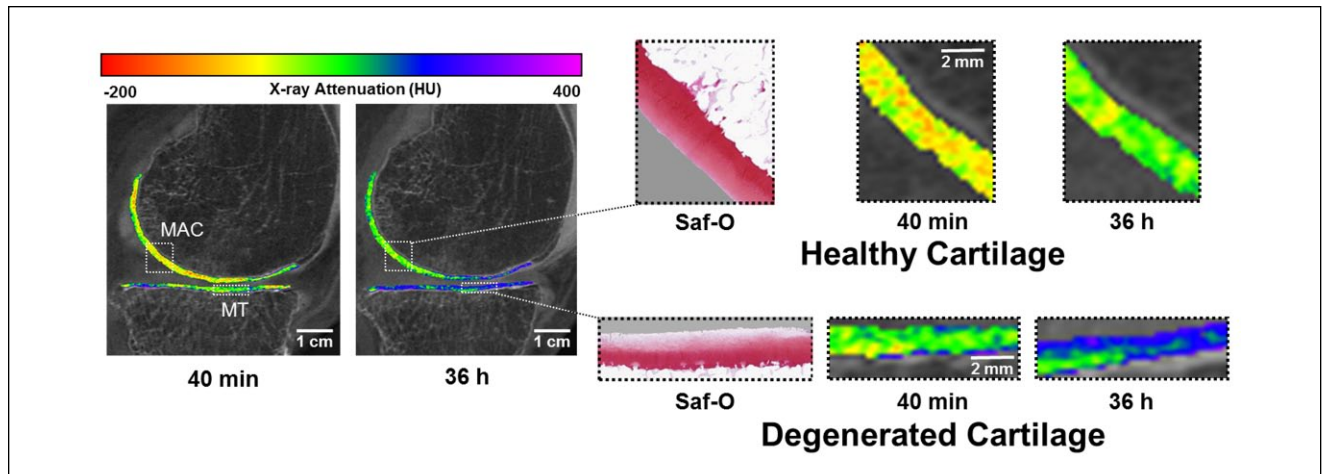 -200 X-ray Attenuation (HU) 400
MAC
MT
1 cm
1 cm
40 min
36 h
2 mm
Saf-O
40 min
36 h
Healthy Cartilage
2 mm
Saf-O
40 min
36 h
Degenerated Cartilage